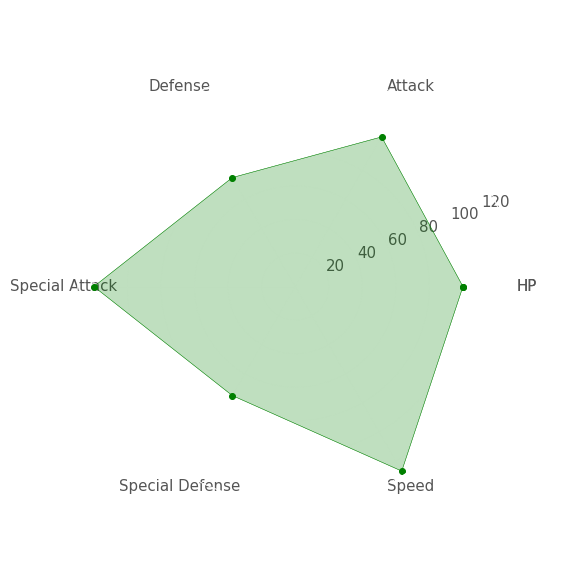 Defense
Attack
120
100
80
60
40
20
Special Attack
HP
Special Defense
Speed